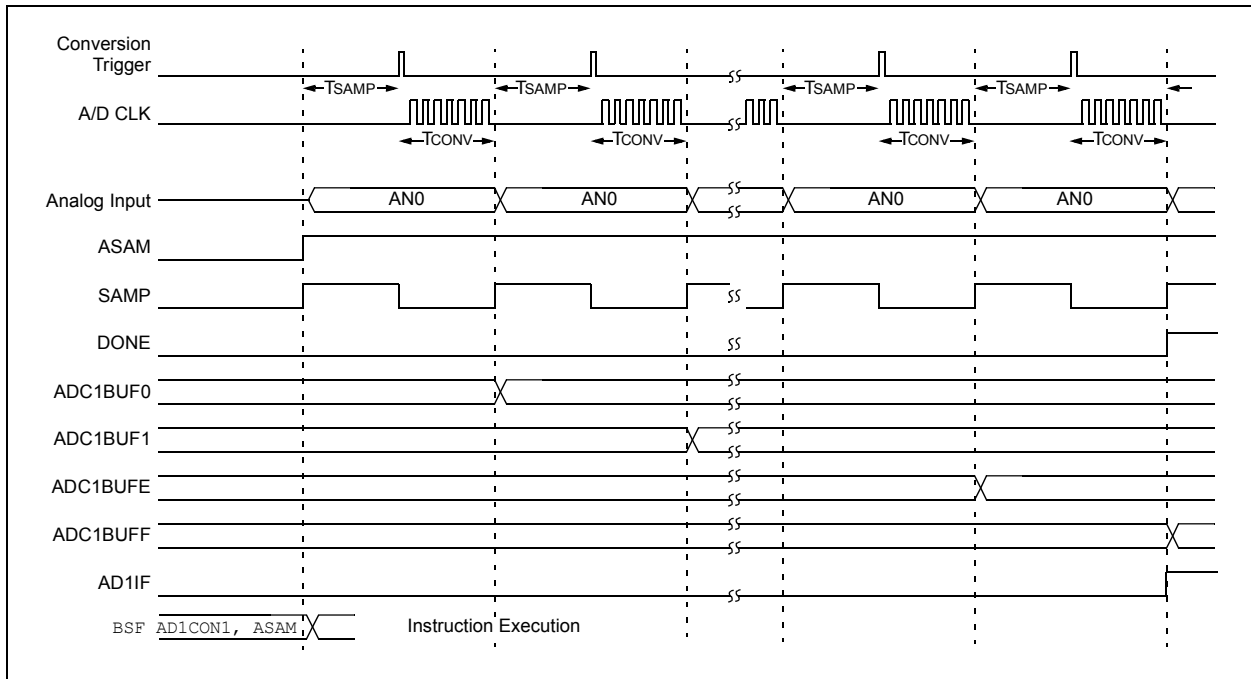 Conversion
Trigger
TSAMP TSAMP TSAMP TSAMP
A/D CLK
TCONV TCONV TCONV TCONV
Analog Input AN0 AN0 AN0 AN0
ASAM
SAMP
DONE
ADC1BUF0
ADC1BUF1
ADC1BUFE
ADC1BUFF
AD1IF
BSF AD1CON1, ASAM Instruction Execution